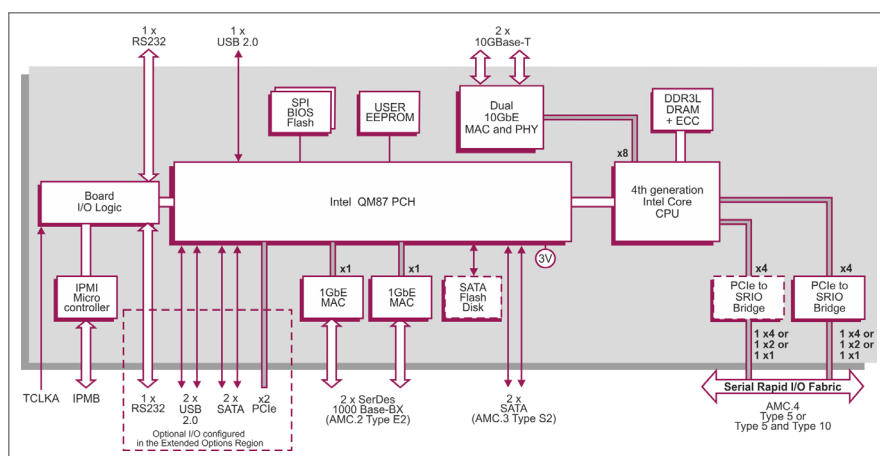 1 x
RS232
1 x
USB 2.0
2 x
10GBase-T
SPI
BIOS
Flash
USER
EEPROM
Dual
10GbE
MAC and PHY
DDR3L
DRAM
+ ECC
x8
Board
I/O Logic
Intel QM87 PCH
4th generation
Intel Core
CPU
3V
IPMI
Micro
controller
x1
1GbE
MAC
x1
1GbE
MAC
SATA
Flash
Disk
x4
PCIe to
SRIO
Bridge
x4
PCIe to
SRIO
Bridge
1 x4 or
1 x2 or
1 x1
1 x4 or
1 x2 or
1 x1
Serial Rapid I/O Fabric
TCLKA
IPMB
1 x
RS232
2 x
USB
2.0
2 x
SATA
x2
PCIe
Optional I/O configured
in the Extended Options Region
2 x SerDes
1000 Base-BX
(AMC.2 Type E2)
2 x
SATA
(AMC.3 Type S2)
AMC.4
Type 5 or
Type 5 and Type 10